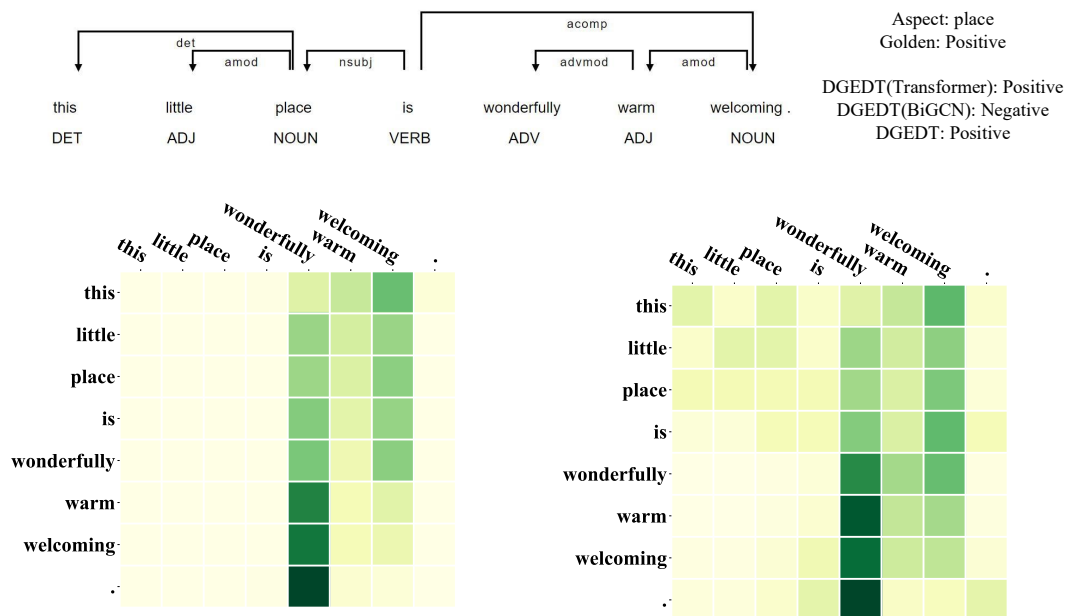 acomp
det
amod
nsubj
advmod
amod
this little place is wonderfully warm welcoming .
DET ADJ NOUN VERB ADV ADJ NOUN
Aspect: place
Golden: Positive
DGEDT(Transformer): Positive
DGEDT(BiGCN): Negative
DGEDT: Positive
this little place is wonderfully warm welcoming .
this
little
place
is
wonderfully
warm
welcoming
.
this little place is wonderfully warm welcoming .
this
little
place
is
wonderfully
warm
welcoming
.